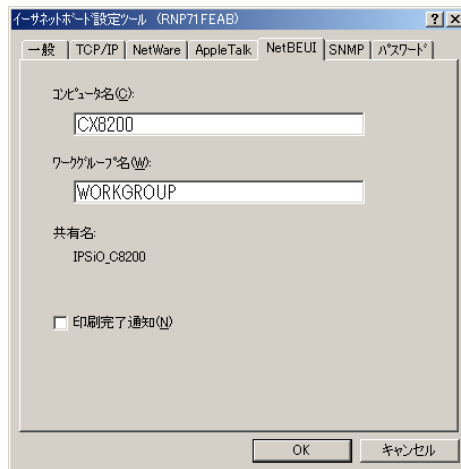 イーサネットボード設定ツール (RNP71FEAB)
一般 TCP/IP NetWare AppleTalk NetBEUI SNMP パスワード
コンピュータ名(C):
CX8200
ワークグループ名(W):
WORKGROUP
共有名:
IPSiO_C8200
印刷完了通知(N)
OK キャンセル